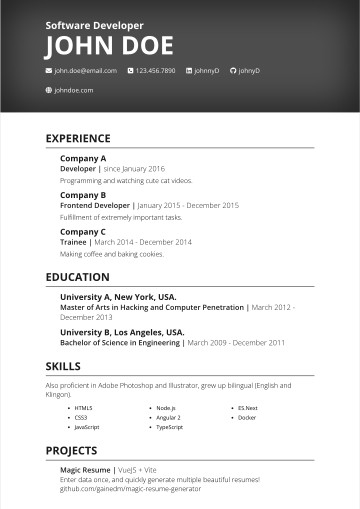 Software Developer
JOHN DOE
john.doe@email.com 123.456.7890 johnnyD johnyD
johndoe.com
EXPERIENCE
Company A
Developer | since January 2016
Programming and watching cute cat videos.
Company B
Frontend Developer | January 2015 - December 2015
Fulfillment of extremely important tasks.
Company C
Trainee | March 2014 - December 2014
Making coffee and baking cookies.
EDUCATION
University A, New York, USA.
Master of Arts in Hacking and Computer Penetration | March 2012 -
December 2013
University B, Los Angeles, USA.
Bachelor of Science in Engineering | March 2009 - December 2011
SKILLS
Also proficient in Adobe Photoshop and Illustrator, grew up bilingual (English and
Klingon).
• HTML5 • Node.js • ES.Next
• CSS3 • Angular 2 • Docker
• JavaScript • TypeScript
PROJECTS
Magic Resume | VueJS + Vite
Enter data once, and quickly generate multiple beautiful resumes!
github.com/gainedm/magic-resume-generator